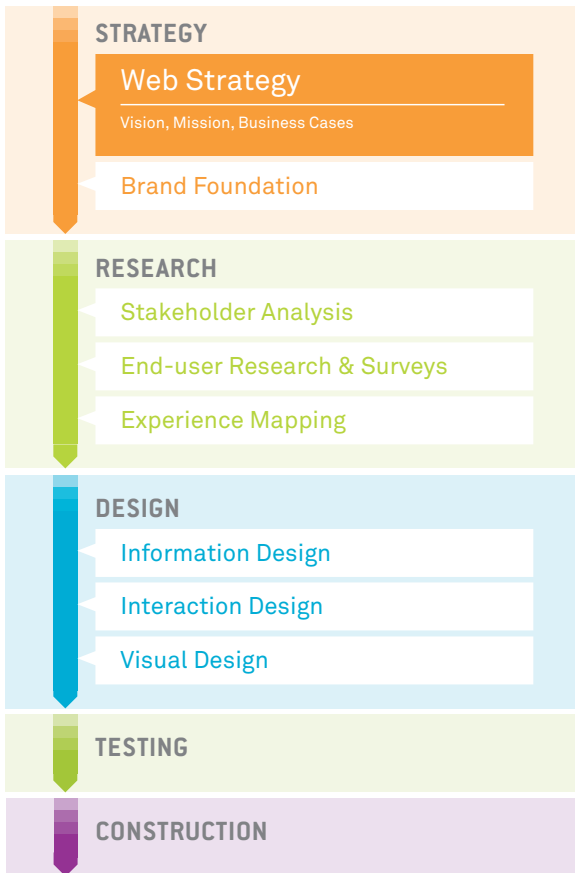 STRATEGY
Web Strategy
Vision, Mission, Business Cases
Brand Foundation
RESEARCH
Stakeholder Analysis
End-user Research & Surveys
Experience Mapping
DESIGN
Information Design
Interaction Design
Visual Design
TESTING
CONSTRUCTION